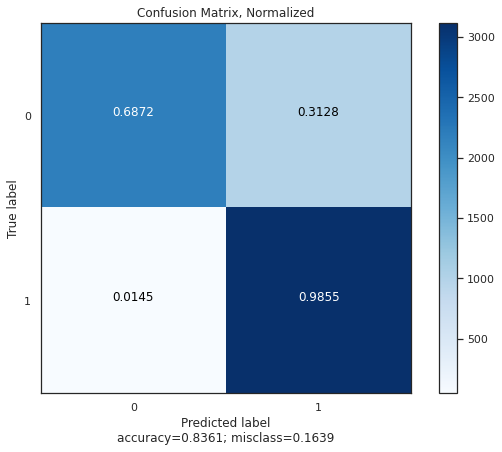 Confusion Matrix, Normalized
0.6872 0.3128
0.0145 0.9855
True label
0
1
0 1
Predicted label
accuracy=0.8361; misclass=0.1639
3000
2500
2000
1500
1000
500